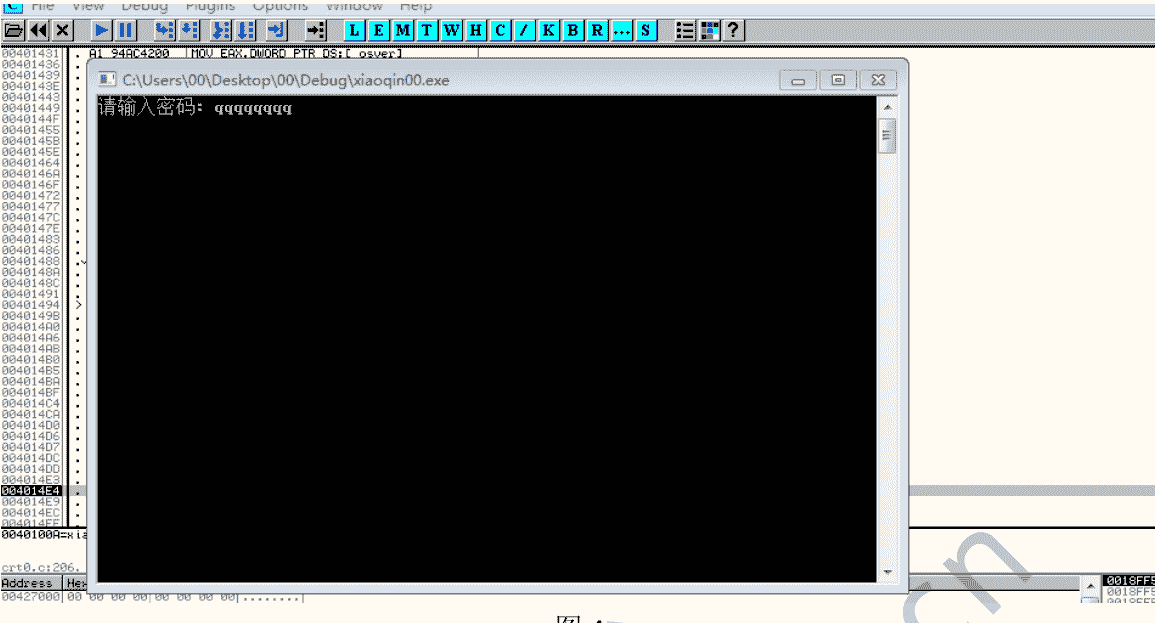 C File View Debug Plugins Options Window Help
L E M T W H C / K B R ... S ?
00401431 . A1 94AC4200 MOV EAX,DWORD PTR DS:[_osver]
00401436 .
C:\Users\00\Desktop\00\Debug\xiaoqin00.exe
00401439 .
0040143E .
00401443 .
请输入密码：qqqqqqqq
00401449 .
0040144F .
00401455 .
0040145B .
0040145E .
00401464 .
0040146A .
0040146F .
00401472 .
00401477 .
0040147C .
0040147E .
00401483 .
00401486 .
00401488 .
0040148A .
0040148C .
00401491 .
00401494 >
0040149B .
004014A0 .
004014A6 .
004014AB .
004014B0 .
004014B5 .
004014BA .
004014BF .
004014C4 .
004014CA .
004014D0 .
004014D6 .
004014D7 .
004014DC .
004014DD .
004014E3 .
004014E4 .
004014E9 .
004014EC .
004014EF .
0040100A=xia
crt0.c:206.
Address Hex 0018FF5
00427000 00 00 00 00 00 00 00 00 ........ 0018FF5
cn